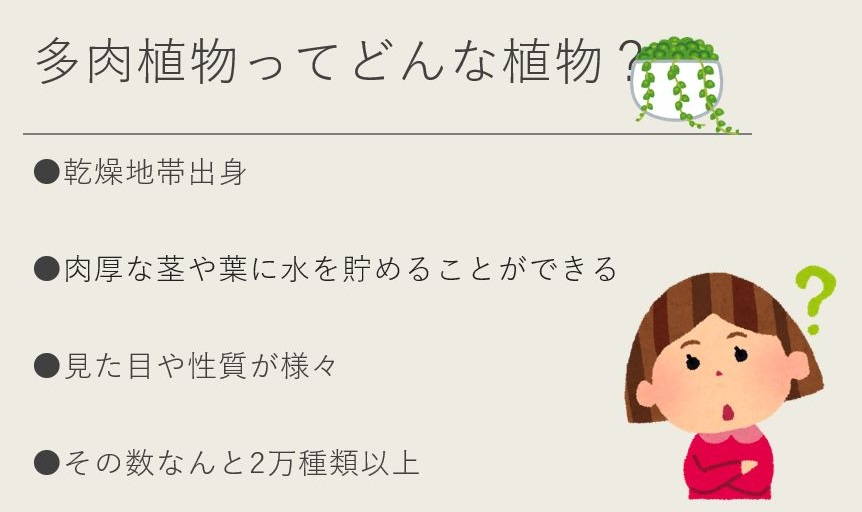 多肉植物ってどんな植物？
●乾燥地帯出身
●肉厚な茎や葉に水を貯めることができる
●見た目や性質が様々
●その数なんと2万種類以上
?